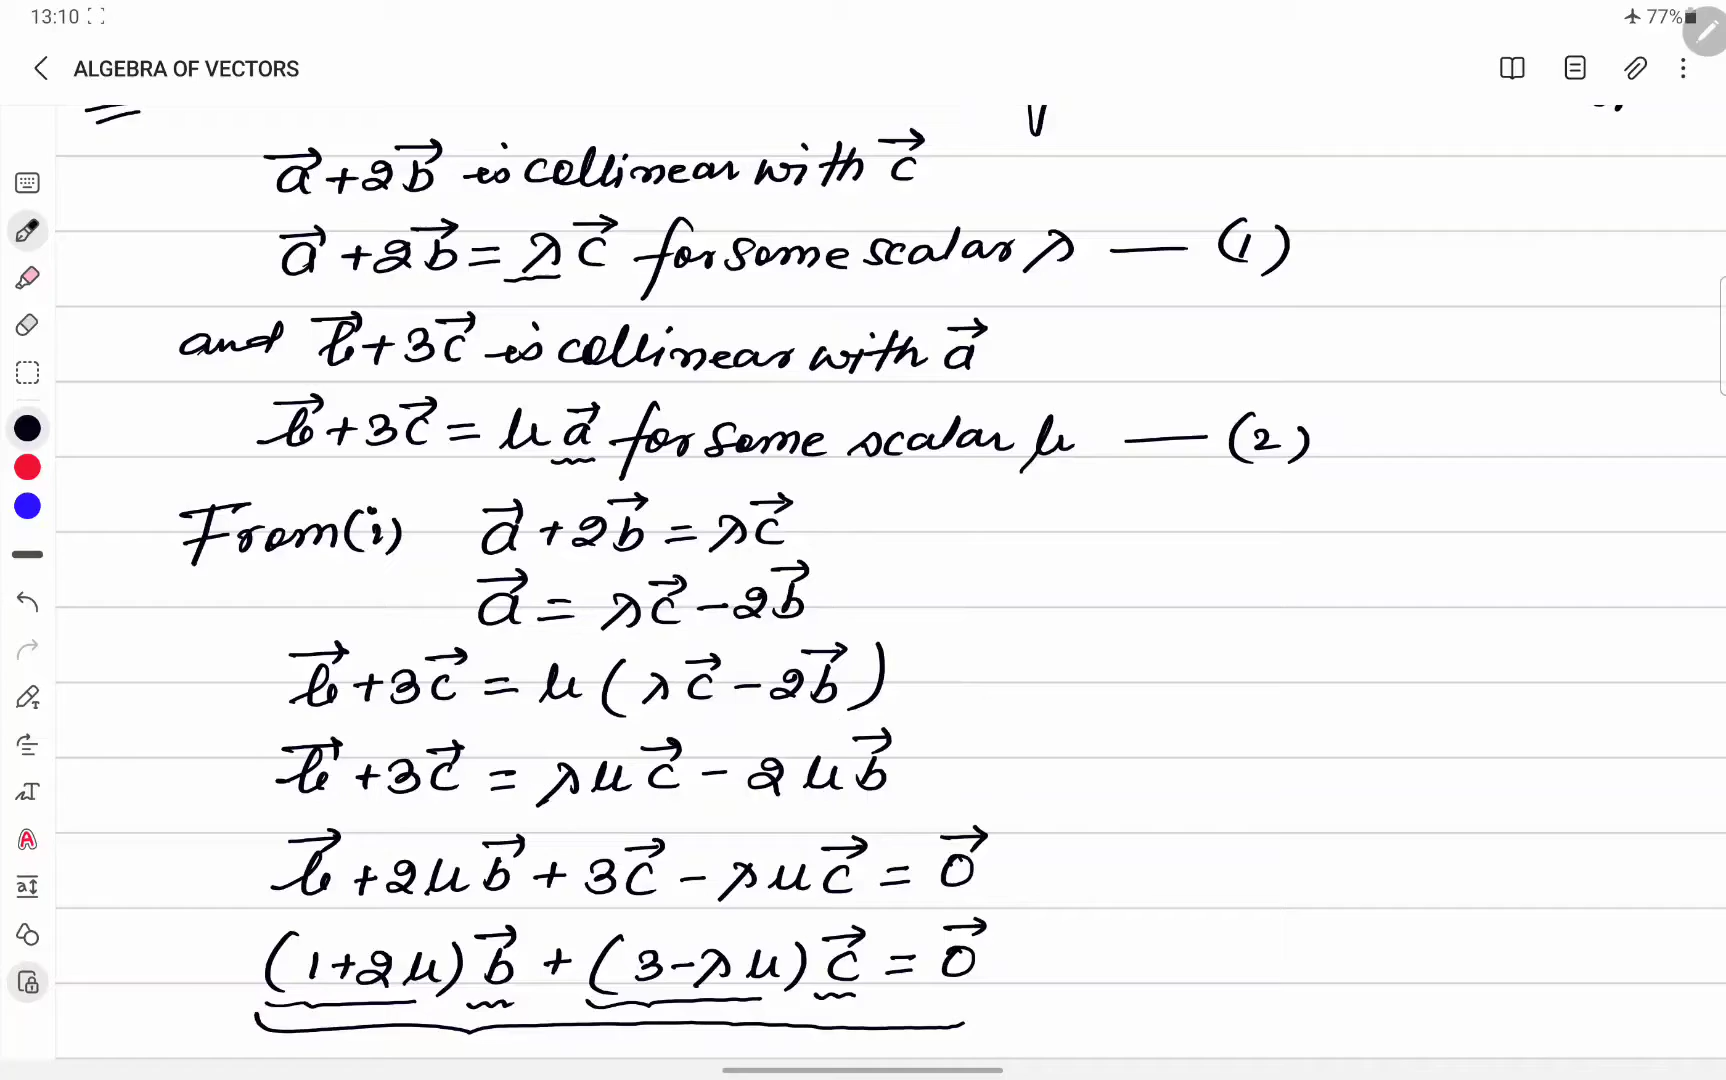 13:10
77%
ALGEBRA OF VECTORS
a⃗ + 2b⃗ is collinear with c⃗
a⃗ + 2b⃗ = λc⃗ for some scalar λ — (1)
and b⃗ + 3c⃗ is collinear with a⃗
b⃗ + 3c⃗ = μa⃗ for some scalar μ — (2)
From (i) a⃗ + 2b⃗ = λc⃗
a⃗ = λc⃗ - 2b⃗
b⃗ + 3c⃗ = μ(λc⃗ - 2b⃗)
b⃗ + 3c⃗ = λμc⃗ - 2μb⃗
b⃗ + 2μb⃗ + 3c⃗ - λμc⃗ = 0⃗
(1+2μ)b⃗ + (3-λμ)c⃗ = 0⃗